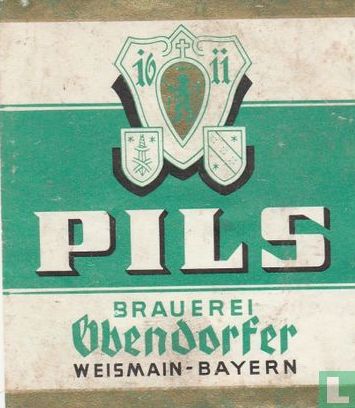 16 11
PILS
BRAUEREI
Obendorfer
WEISMAIN-BAYERN
L